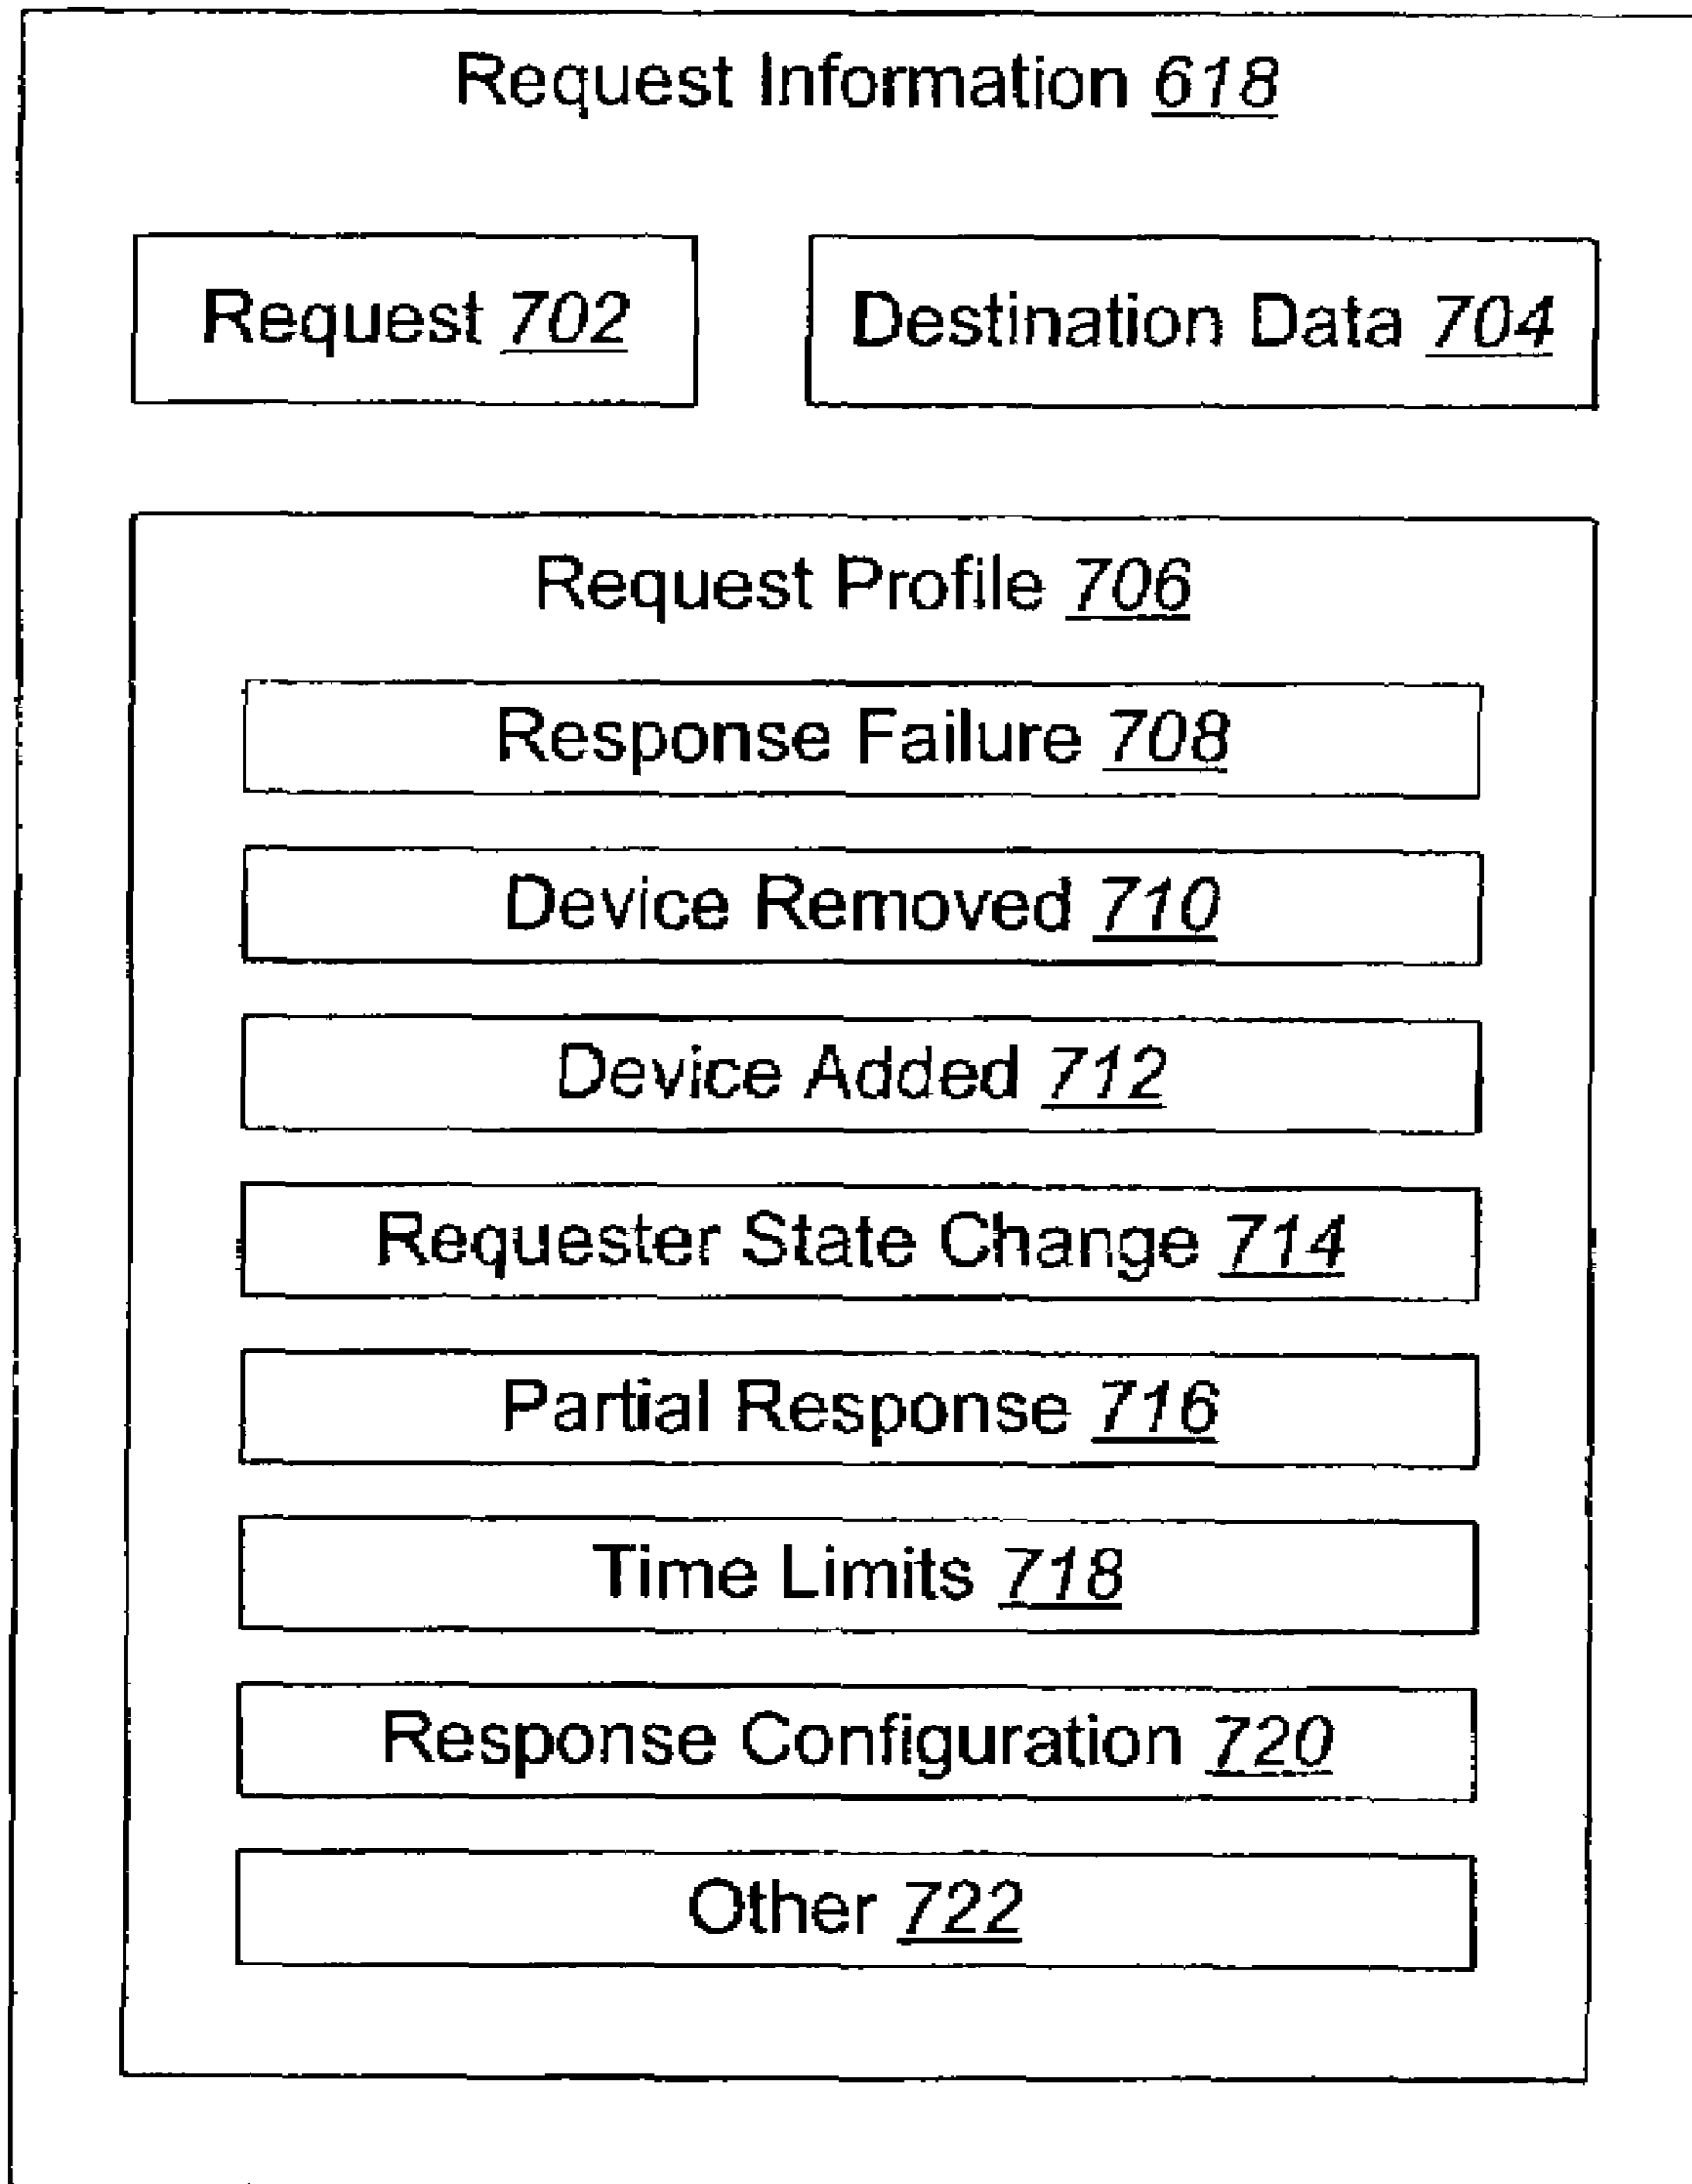 Request Information 618
Request 702
Destination Data 704
Request Profile 706
Response Failure 708
Device Removed 710
Device Added 712
Requester State Change 714
Partial Response 716
Time Limits 718
Response Configuration 720
Other 722